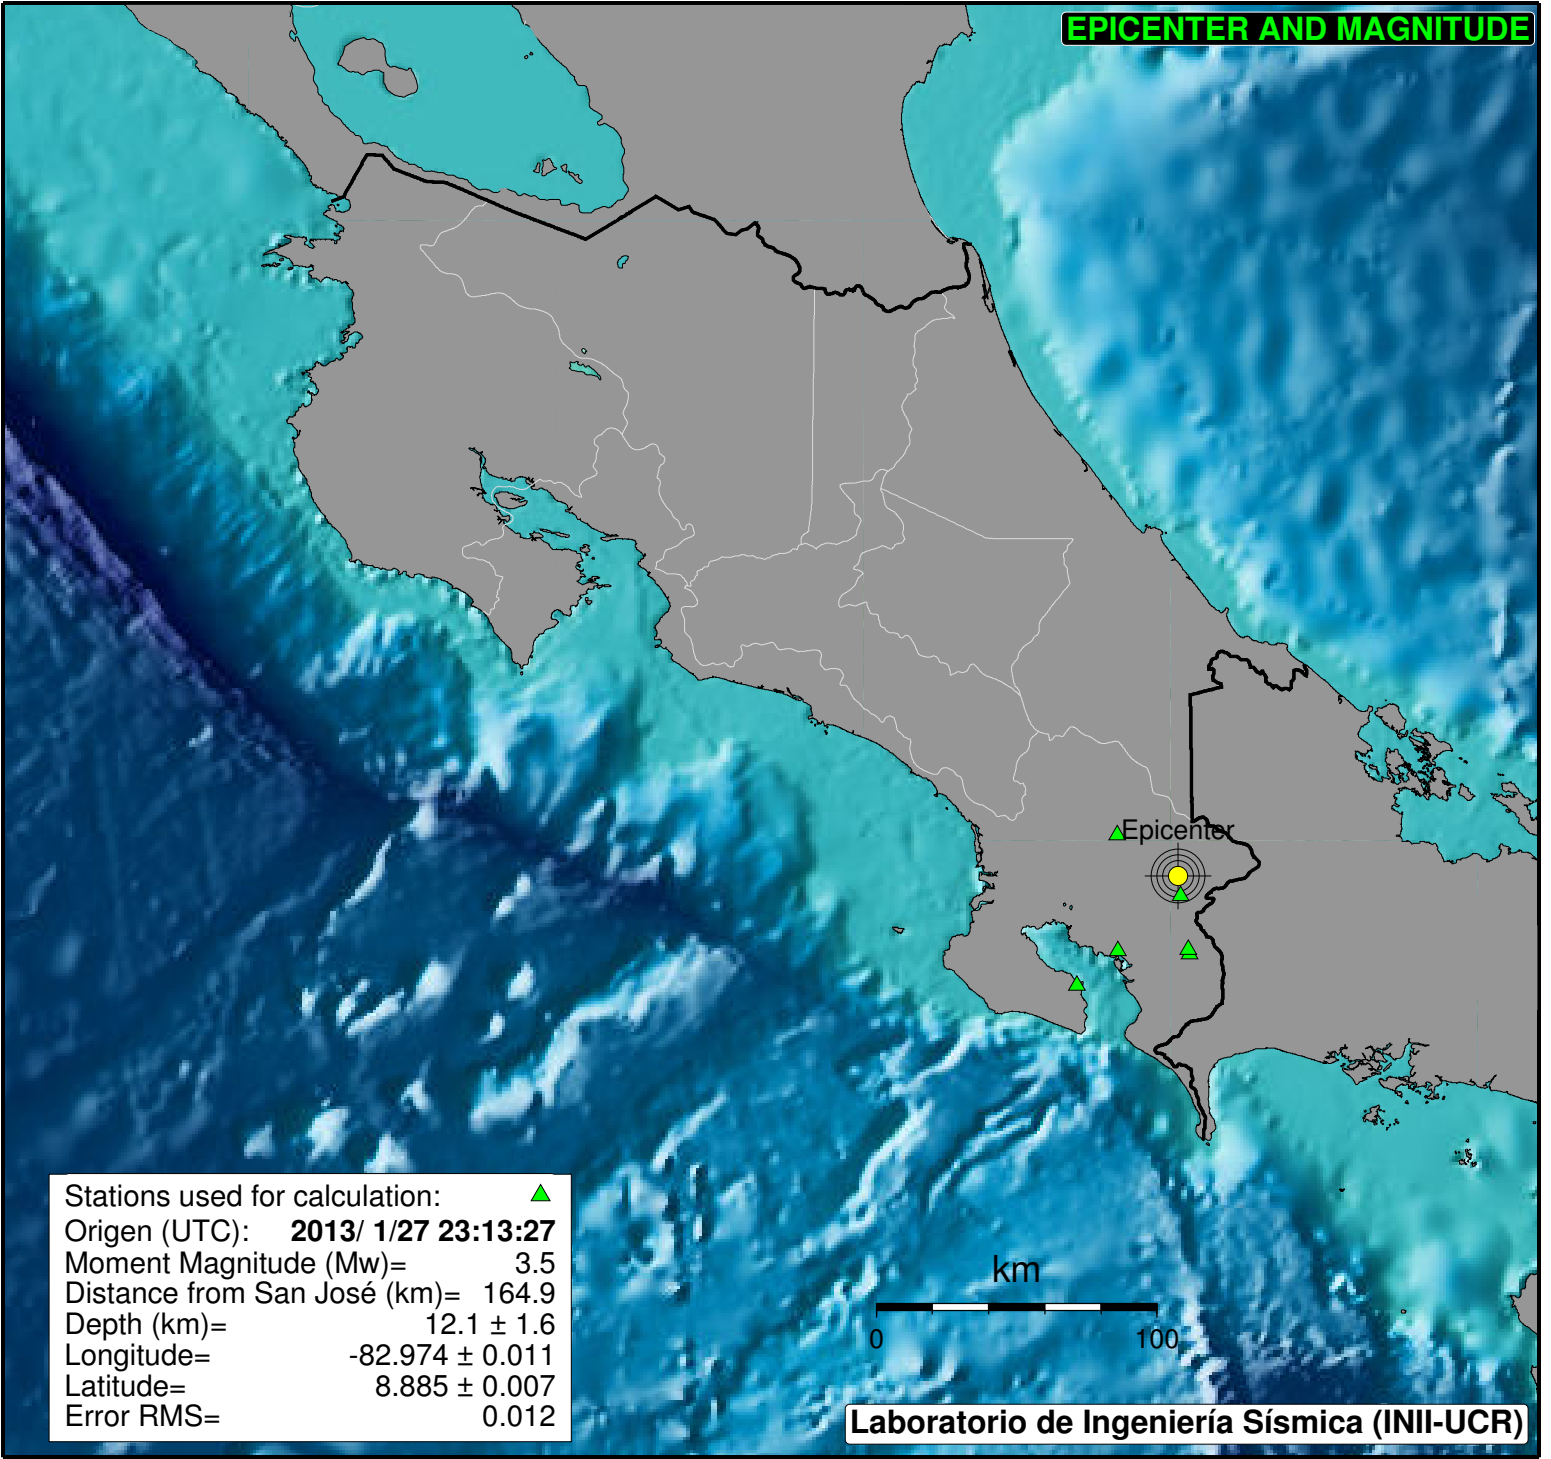 EPICENTER AND MAGNITUDE
Epicenter
Stations used for calculation:
Origen (UTC): 2013/ 1/27 23:13:27
Moment Magnitude (Mw)= 3.5
Distance from San José (km)= 164.9
Depth (km)= 12.1 ± 1.6
Longitude= -82.974 ± 0.011
Latitude= 8.885 ± 0.007
Error RMS= 0.012
km
0 100
Laboratorio de Ingeniería Sísmica (INII-UCR)